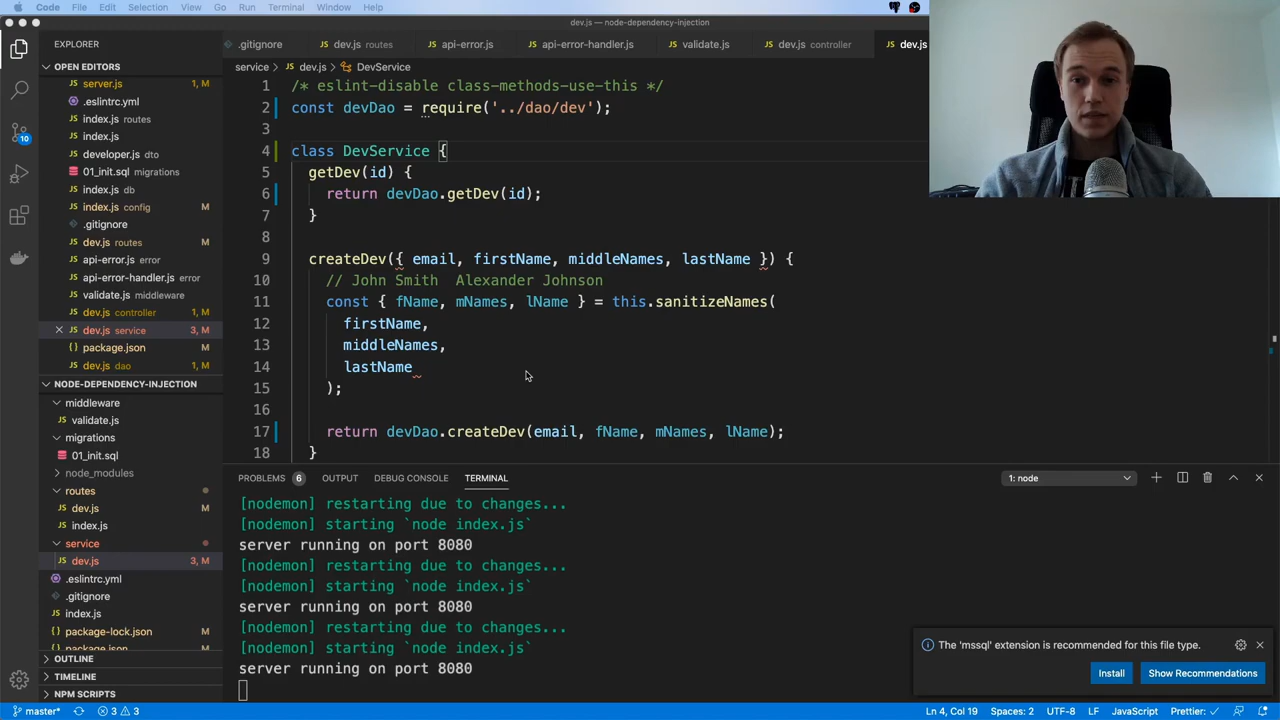 Code File Edit Selection View Go Run Terminal Window Help
dev.js — node-dependency-injection
EXPLORER
OPEN EDITORS
server.js 1, M
.eslintrc.yml
index.js routes
index.js
developer.js dto
01_init.sql migrations
index.js db
index.js config M
.gitignore
dev.js routes M
api-error.js error
api-error-handler.js error
validate.js middleware
dev.js controller 1, M
dev.js service 3, M
package.json M
dev.js dao 1, M
NODE-DEPENDENCY-INJECTION
middleware
validate.js
migrations
01_init.sql
node_modules
routes
dev.js M
index.js
service
dev.js 3, M
.eslintrc.yml
.gitignore
index.js
package-lock.json M
package.json M
OUTLINE
TIMELINE
NPM SCRIPTS
10
.gitignore
dev.js routes
api-error.js
api-error-handler.js
validate.js
dev.js controller
dev.js
service > dev.js > DevService
1 /* eslint-disable class-methods-use-this */
2 const devDao = require('../dao/dev');
3
4 class DevService {
5 getDev(id) {
6 return devDao.getDev(id);
7 }
8
9 createDev({ email, firstName, middleNames, lastName }) {
10 // John Smith  Alexander Johnson
11 const { fName, mNames, lName } = this.sanitizeNames(
12 firstName,
13 middleNames,
14 lastName
15 );
16
17 return devDao.createDev(email, fName, mNames, lName);
18 }
PROBLEMS 6 OUTPUT DEBUG CONSOLE TERMINAL 1: node
[nodemon] restarting due to changes...
[nodemon] starting `node index.js`
server running on port 8080
[nodemon] restarting due to changes...
[nodemon] starting `node index.js`
server running on port 8080
[nodemon] restarting due to changes...
[nodemon] starting `node index.js`
server running on port 8080
The 'mssql' extension is recommended for this file type.
Install Show Recommendations
master* 3 3 Ln 4, Col 19 Spaces: 2 UTF-8 LF JavaScript Prettier: ✓